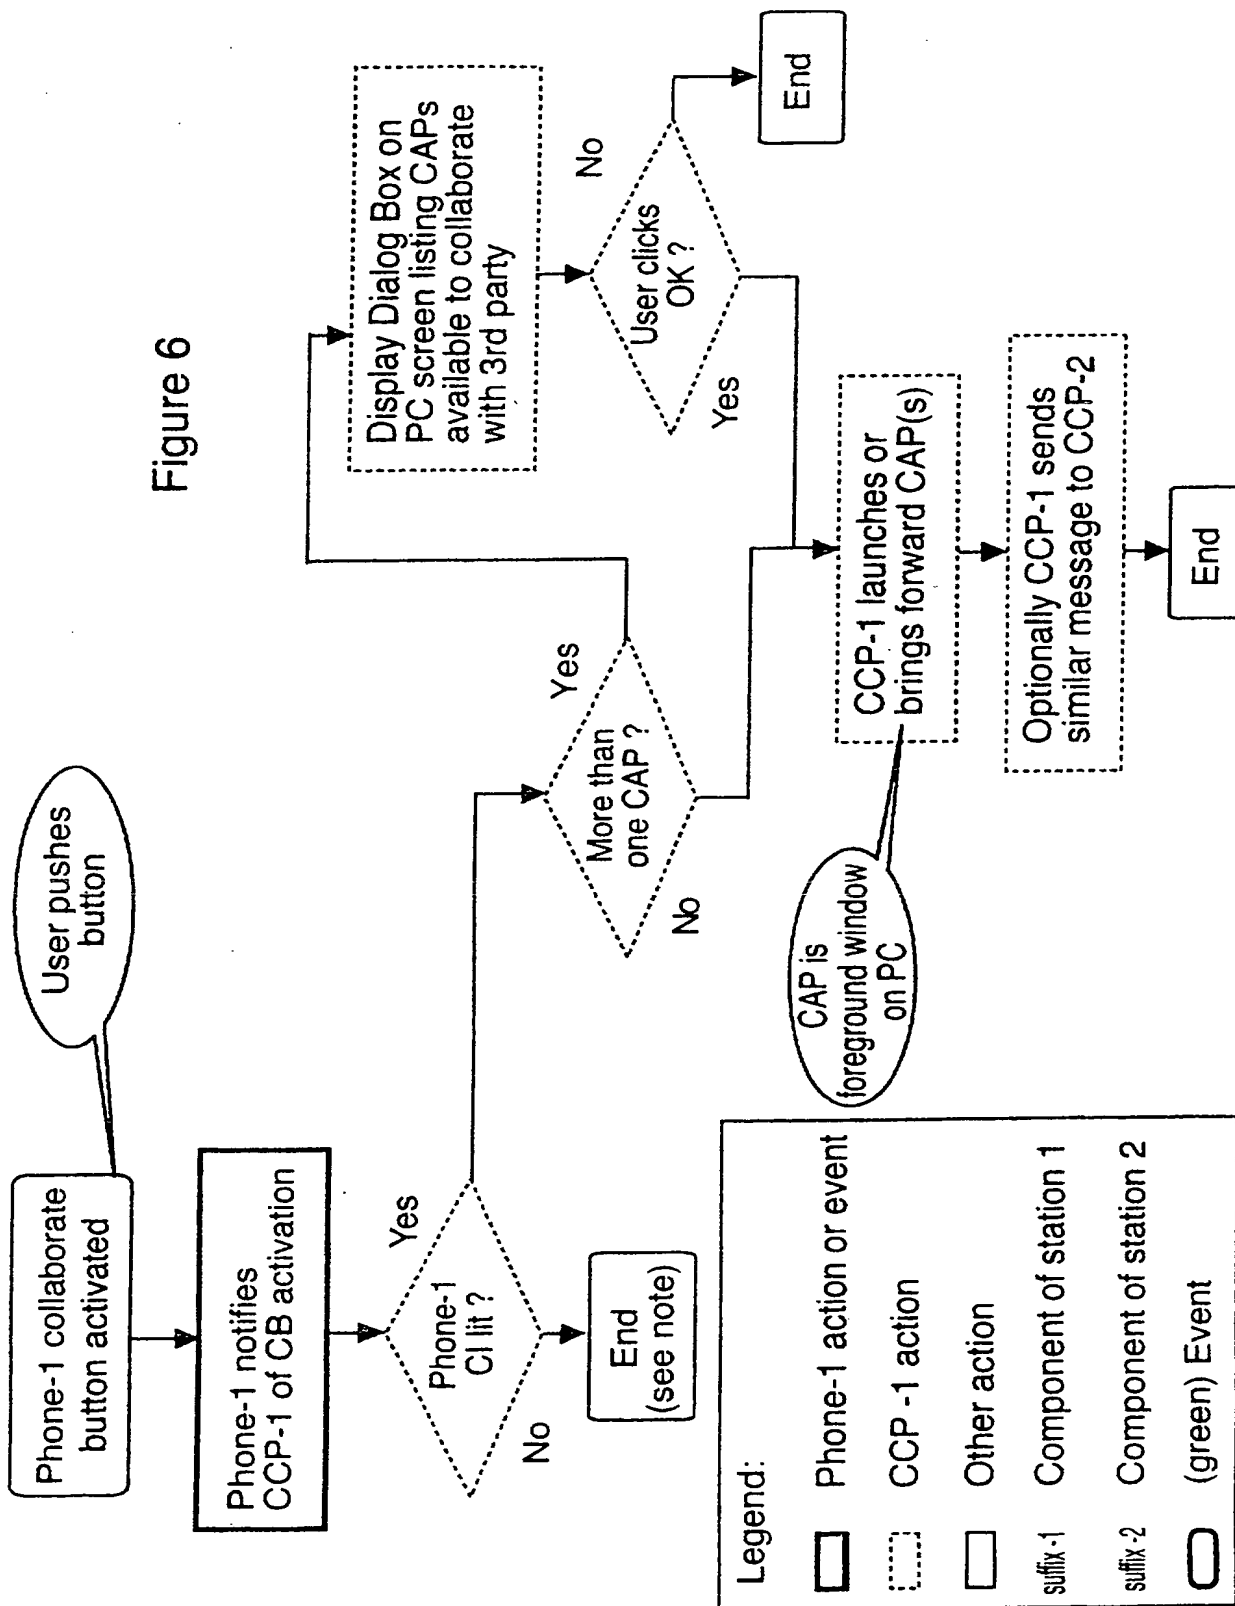 Figure 6
User pushes
button
Phone-1 collaborate
button activated
Phone-1 notifies
CCP-1 of CB activation
Phone-1
CI lit ?
Yes
No
End
(see note)
More than
one CAP ?
Yes
No
Display Dialog Box on
PC screen listing CAPs
available to collaborate
with 3rd party
User clicks
OK ?
No
Yes
End
CCP-1 launches or
brings forward CAP(s)
CAP is
foreground window
on PC
Optionally CCP-1 sends
similar message to CCP-2
End
Legend:
Phone-1 action or event
CCP -1 action
Other action
suffix -1 Component of station 1
suffix -2 Component of station 2
(green) Event